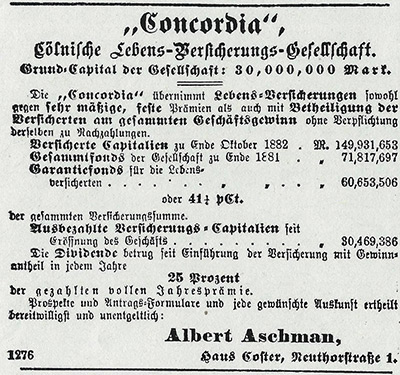 „Concordia“,
Cölnische Lebens-Versicherungs-Gesellschaft.
Grund-Capital der Gesellschaft: 30,000,000 Mark.
Die „Concordia“ übernimmt Lebens-Versicherungen sowohl
gegen sehr mäßige, feste Prämien als auch mit Betheiligung der
Versicherten am gesammten Geschäftsgewinn ohne Verpflichtung
derselben zu Nachzahlungen.
Versicherte Capitalien zu Ende Oktober 1882 . M. 149,931,653
Gesammtfonds der Gesellschaft zu Ende 1881 . „ 71,817,697
Garantiefonds für die Lebens-
versicherten . . . . . . . . . „ 60,653,506
oder 41¼ pCt.
der gesammten Versicherungssumme.
Ausbezahlte Versicherungs-Capitalien seit
Eröffnung des Geschäfts . . . . . . . „ 30,469,386
Die Dividende betrug seit Einführung der Versicherung mit Gewinn-
antheil in jedem Jahre
25 Prozent
der gezahlten vollen Jahresprämie.
Prospekte und Antrags-Formulare und jede gewünschte Auskunft ertheilt
bereitwilligst und unentgeltlich:
Albert Aschman,
1276 Haus Coster, Neuthorstraße 1.